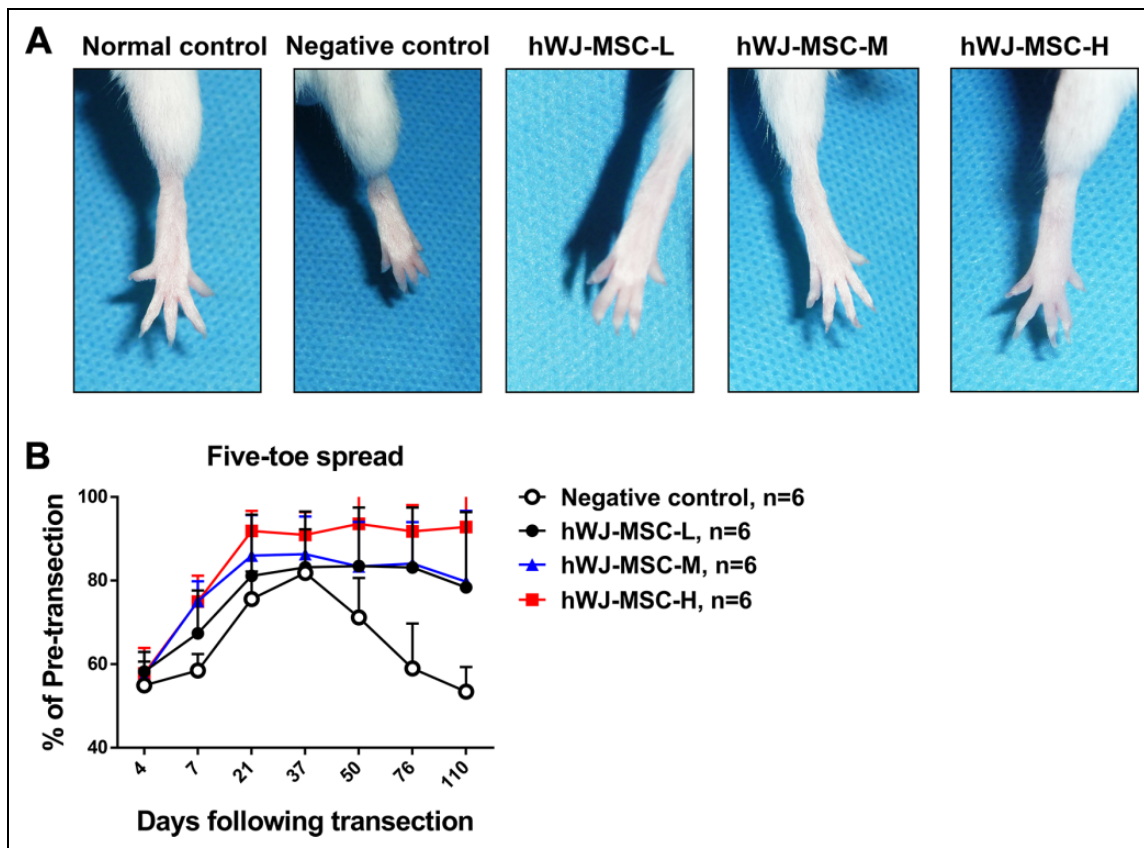 A
Normal control
Negative control
hWJ-MSC-L
hWJ-MSC-M
hWJ-MSC-H
B
Five-toe spread
% of Pre-transection
100
80
60
40
4
7
21
37
50
76
110
Days following transection
Negative control, n=6
hWJ-MSC-L, n=6
hWJ-MSC-M, n=6
hWJ-MSC-H, n=6